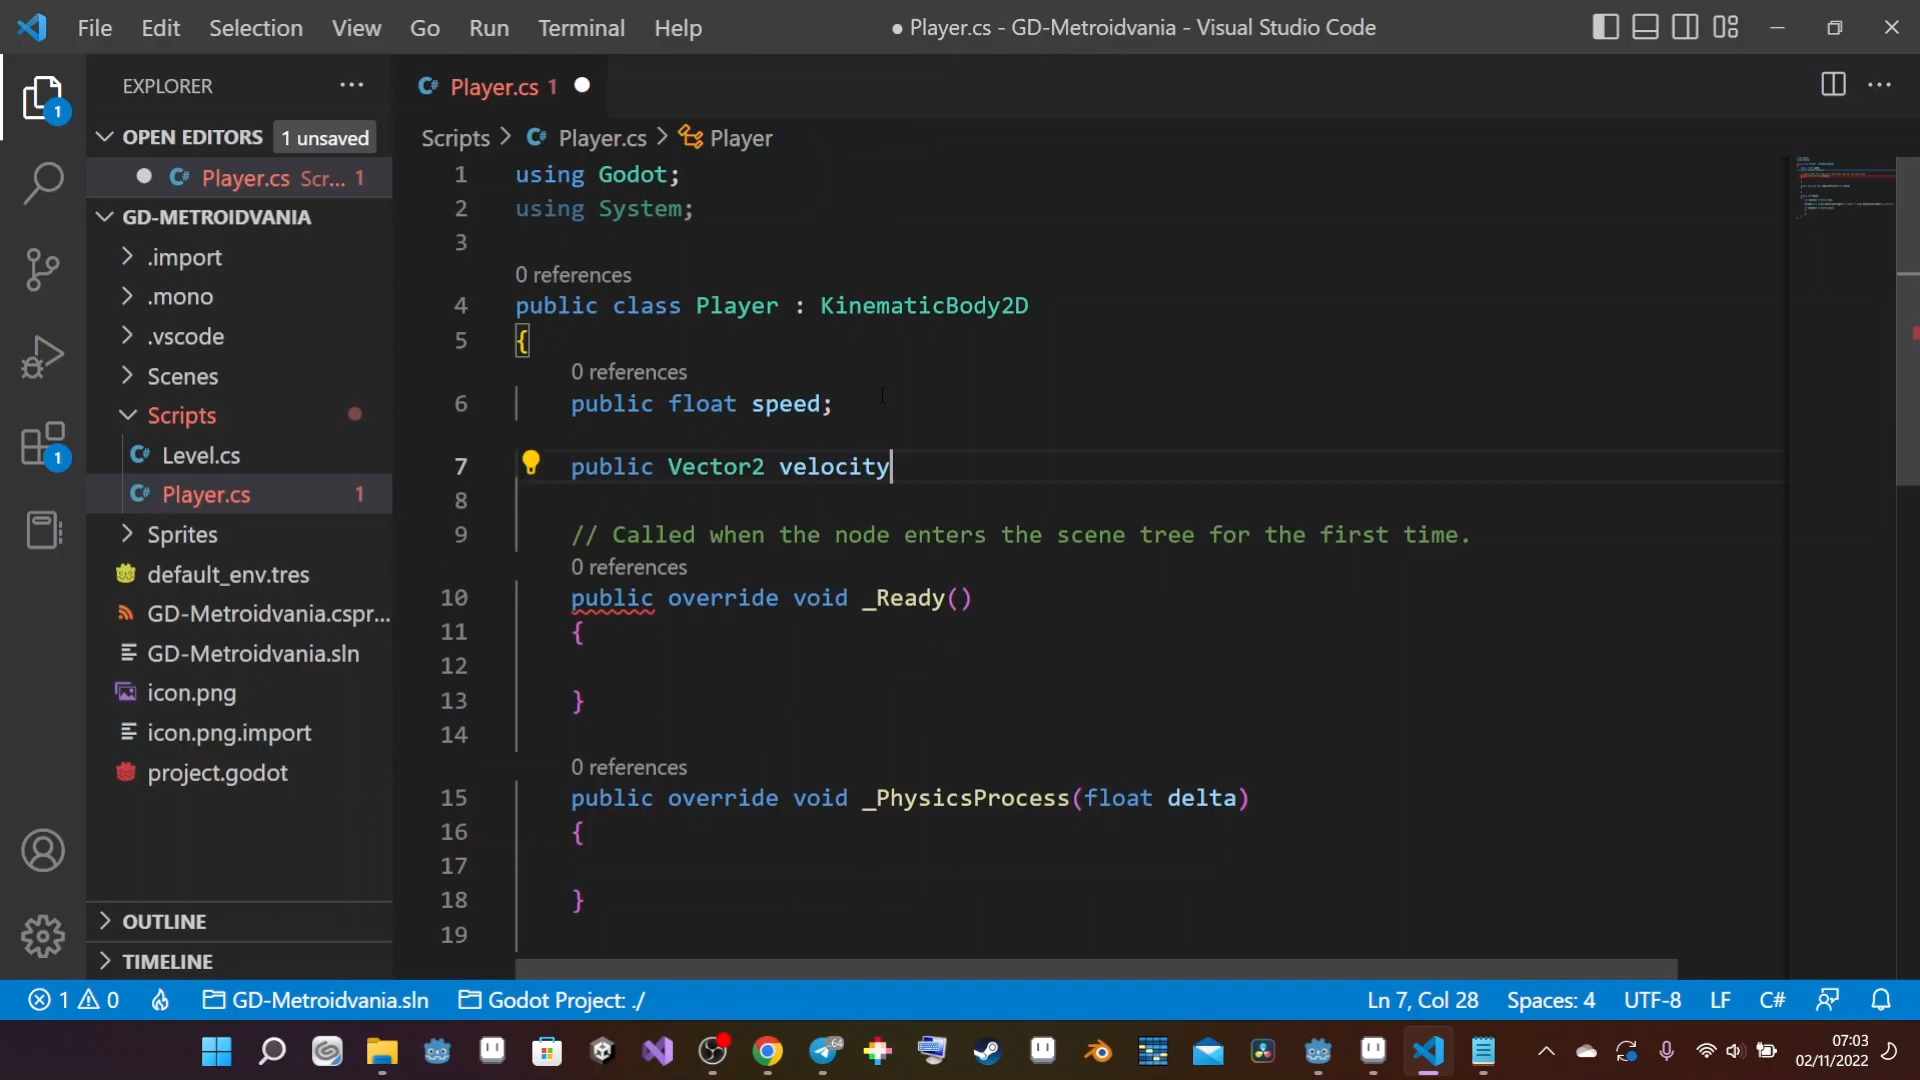 File Edit Selection View Go Run Terminal Help
● Player.cs - GD-Metroidvania - Visual Studio Code
EXPLORER
OPEN EDITORS 1 unsaved
Player.cs Scr... 1
GD-METROIDVANIA
.import
.mono
.vscode
Scenes
Scripts
Level.cs
Player.cs 1
Sprites
default_env.tres
GD-Metroidvania.cspr...
GD-Metroidvania.sln
icon.png
icon.png.import
project.godot
OUTLINE
TIMELINE
1
1
Player.cs 1
Scripts > Player.cs > Player
1 using Godot;
2 using System;
3
0 references
4 public class Player : KinematicBody2D
5 {
0 references
6 public float speed;
7 public Vector2 velocity
8
9 // Called when the node enters the scene tree for the first time.
0 references
10 public override void _Ready()
11 {
12
13 }
14
0 references
15 public override void _PhysicsProcess(float delta)
16 {
17
18 }
19
1 0 GD-Metroidvania.sln Godot Project: ./
Ln 7, Col 28 Spaces: 4 UTF-8 LF C#
64
07:03
02/11/2022